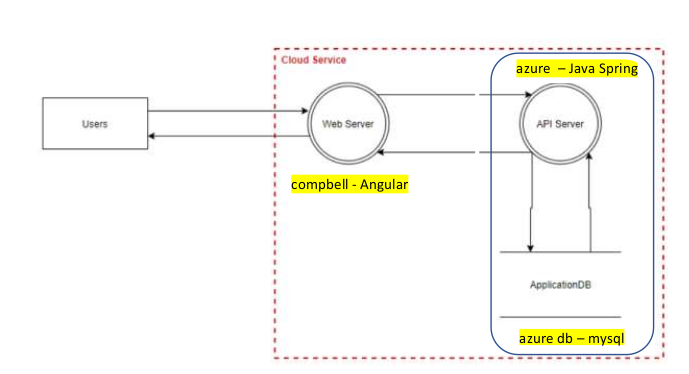 Cloud Service
azure – Java Spring
Users
Web Server
API Server
compbell - Angular
ApplicationDB
azure db – mysql